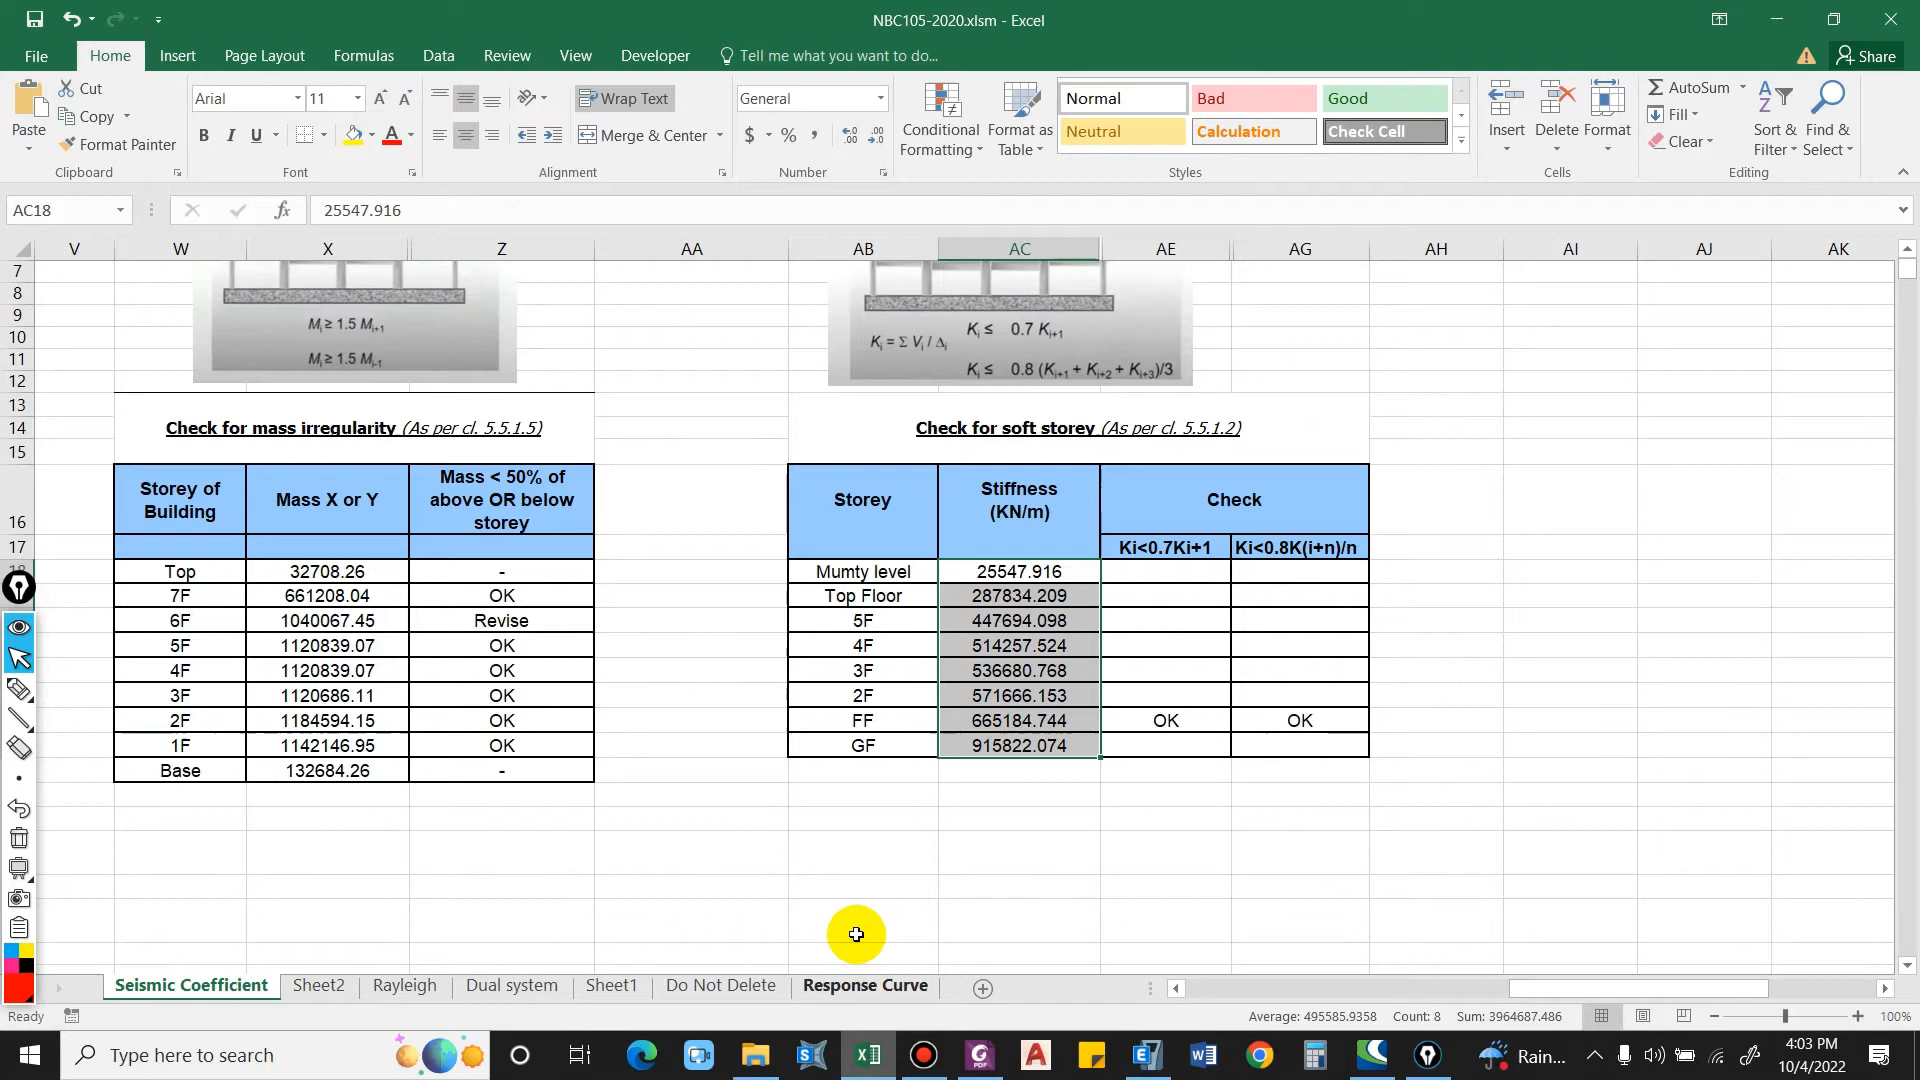 NBC105-2020.xlsm - Excel
File Home Insert Page Layout Formulas Data Review View Developer Tell me what you want to do... Share
Paste Cut Copy Format Painter Clipboard
Arial 11 A A B I U A Font
Wrap Text Merge & Center Alignment
General $ % , Number
Conditional Formatting Format as Table
Normal Bad Good
Neutral Calculation Check Cell
Styles
Insert Delete Format Cells
AutoSum Fill Clear Sort & Filter Find & Select Editing
AC18 fx 25547.916
V W X Z AA AB AC AE AG AH AI AJ AK
7
8
9
10
11
12
13
14
15
16
17
18
Mi ≥ 1.5 Mi+1
Mi ≥ 1.5 Mi-1
Ki ≤ 0.7 Ki+1
Ki = Σ Vi / Δi
Ki ≤ 0.8 (Ki+1 + Ki+2 + Ki+3)/3
Check for mass irregularity (As per cl. 5.5.1.5)
Storey of Building Mass X or Y Mass < 50% of above OR below storey
Top 32708.26 -
7F 661208.04 OK
6F 1040067.45 Revise
5F 1120839.07 OK
4F 1120839.07 OK
3F 1120686.11 OK
2F 1184594.15 OK
1F 1142146.95 OK
Base 132684.26 -
Check for soft storey (As per cl. 5.5.1.2)
Storey Stiffness (KN/m) Check
Ki<0.7Ki+1 Ki<0.8K(i+n)/n
Mumty level 25547.916
Top Floor 287834.209
5F 447694.098
4F 514257.524
3F 536680.768
2F 571666.153
FF 665184.744 OK OK
GF 915822.074
Seismic Coefficient Sheet2 Rayleigh Dual system Sheet1 Do Not Delete Response Curve
Ready Average: 495585.9358 Count: 8 Sum: 3964687.486 100%
Type here to search Rain... 4:03 PM
10/4/2022